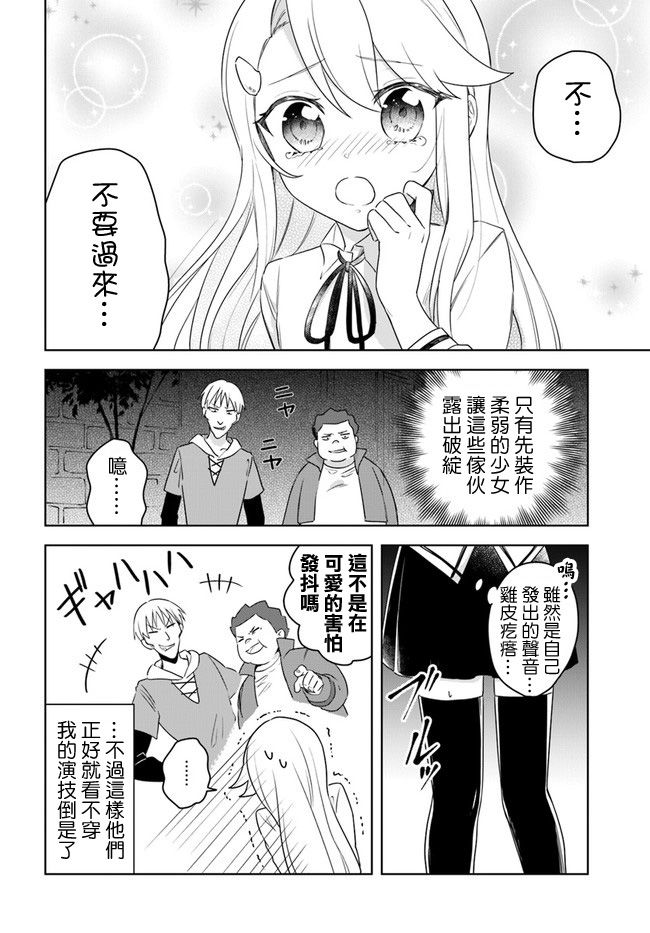 不…
不要過來…
只有先裝作
柔弱的少女
讓這些傢伙
露出破綻
ニヤ
ニヤ
噫……
嗚…
雖然是自己
發出的聲音…
雞皮疙瘩…
ブルルッ
這不是在
可愛的害怕
發抖嗎
ギャハハハ
……
…不過這樣他們
正好就看不穿
我的演技倒是了